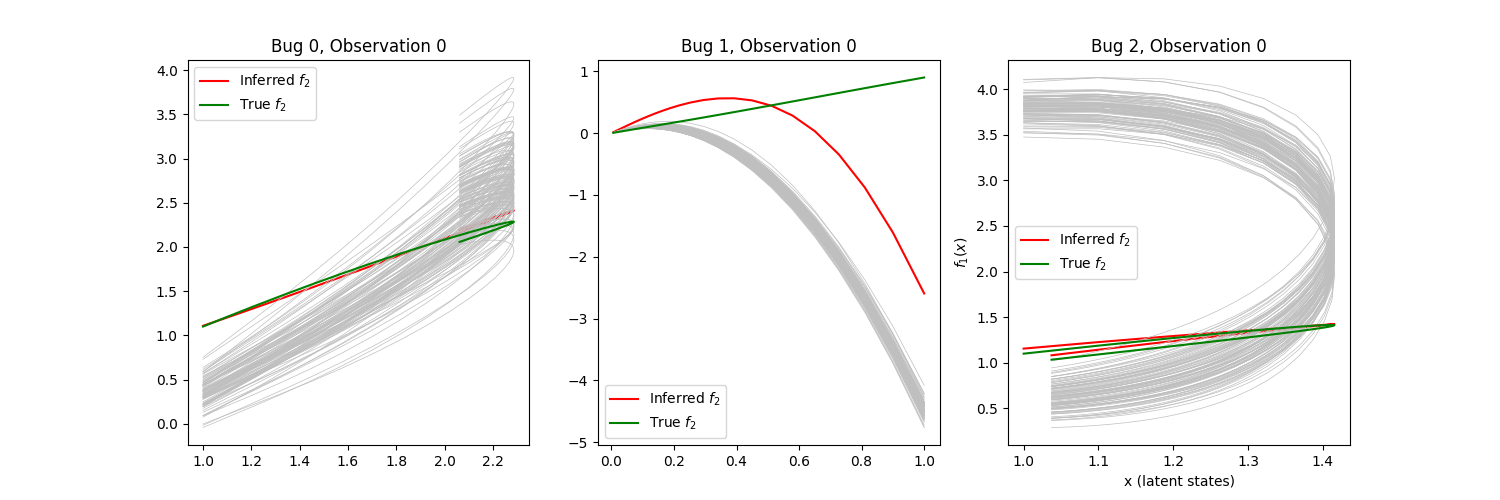 Bug 0, Observation 0
Inferred f₂
True f₂
4.0
3.5
3.0
2.5
2.0
1.5
1.0
0.5
0.0
1.0 1.2 1.4 1.6 1.8 2.0 2.2
Bug 1, Observation 0
1
0
−1
−2
−3
−4
−5
Inferred f₂
True f₂
0.0 0.2 0.4 0.6 0.8 1.0
Bug 2, Observation 0
4.0
3.5
3.0
2.5
2.0
1.5
1.0
0.5
f₁(x)
Inferred f₂
True f₂
1.0 1.1 1.2 1.3 1.4
x (latent states)